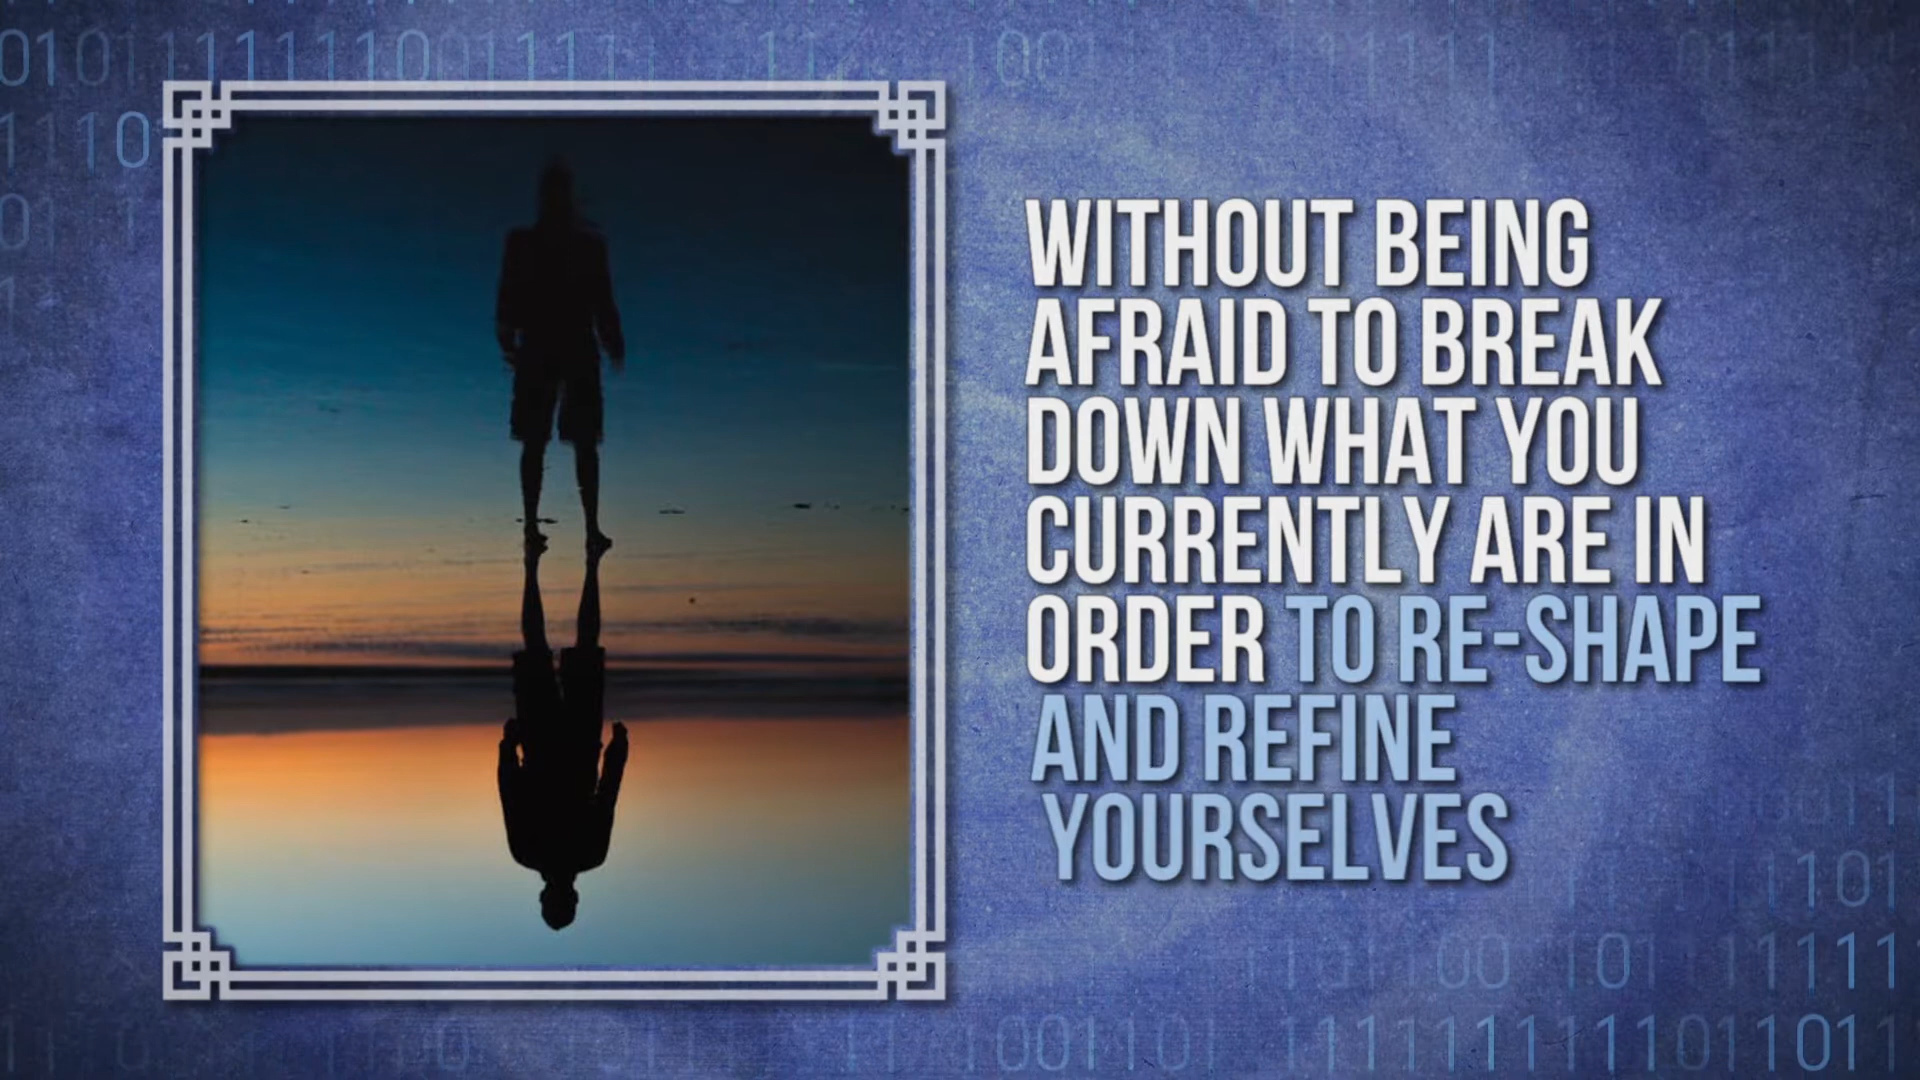 WITHOUT BEING
AFRAID TO BREAK
DOWN WHAT YOU
CURRENTLY ARE IN
ORDER TO RE-SHAPE
AND REFINE
YOURSELVES